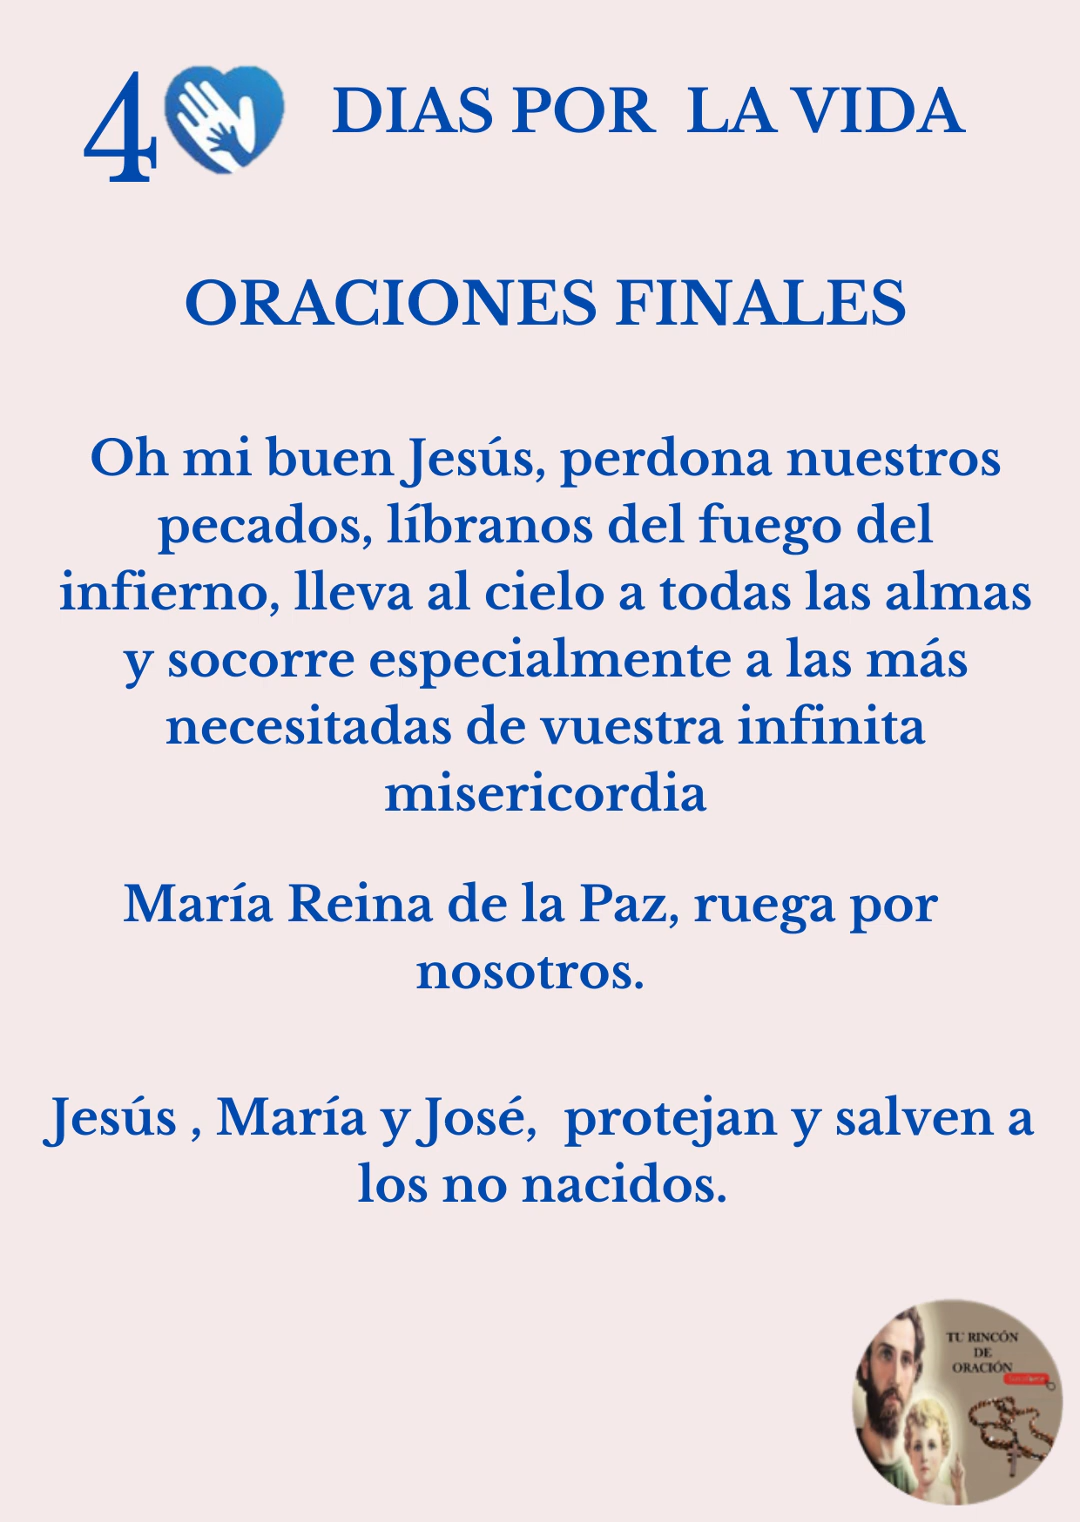 4 DIAS POR LA VIDA
ORACIONES FINALES
Oh mi buen Jesús, perdona nuestros
pecados, líbranos del fuego del
infierno, lleva al cielo a todas las almas
y socorre especialmente a las más
necesitadas de vuestra infinita
misericordia
María Reina de la Paz, ruega por
nosotros.
Jesús , María y José, protejan y salven a
los no nacidos.
TU RINCÓN
DE
ORACIÓN